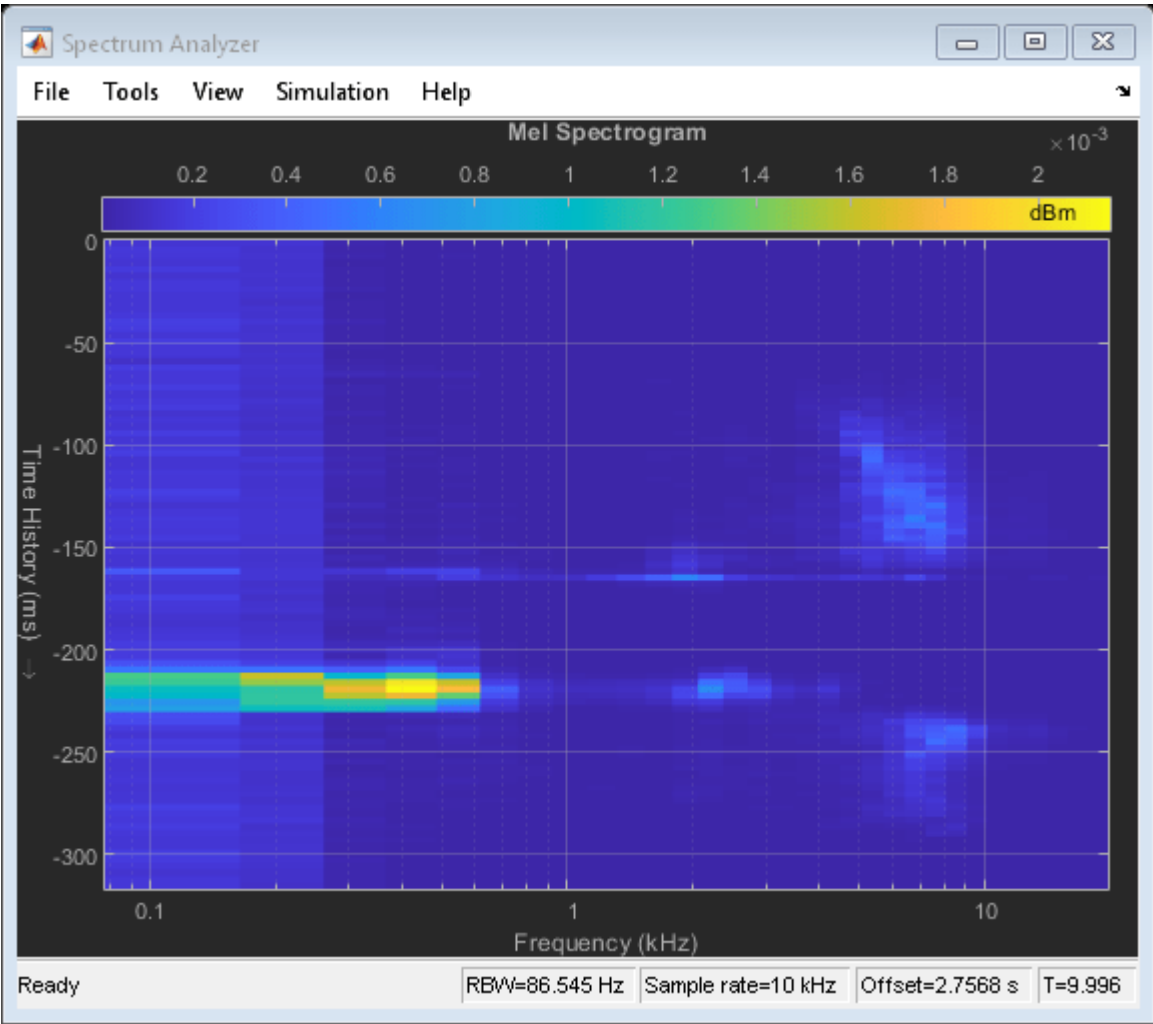 Spectrum Analyzer
File Tools View Simulation Help
Mel Spectrogram
×10-3
0.2 0.4 0.6 0.8 1 1.2 1.4 1.6 1.8 2
dBm
0
-50
-100
-150
-200
-250
-300
Time History (ms) →
0.1 1 10
Frequency (kHz)
Ready RBW=86.545 Hz Sample rate=10 kHz Offset=2.7568 s T=9.996